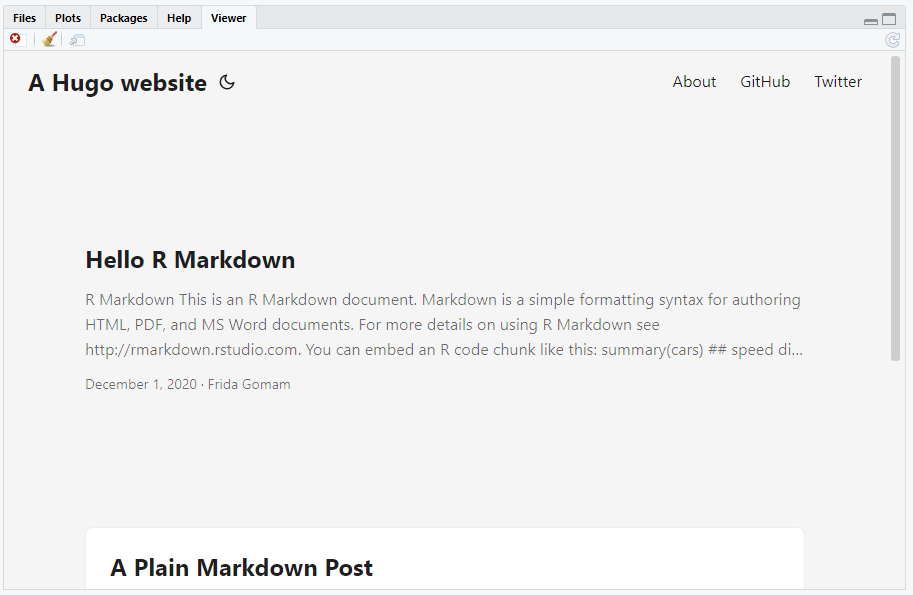 Files Plots Packages Help Viewer
A Hugo website About GitHub Twitter
Hello R Markdown
R Markdown This is an R Markdown document. Markdown is a simple formatting syntax for authoring
HTML, PDF, and MS Word documents. For more details on using R Markdown see
http://rmarkdown.rstudio.com. You can embed an R code chunk like this: summary(cars) ## speed di...
December 1, 2020 · Frida Gomam
A Plain Markdown Post